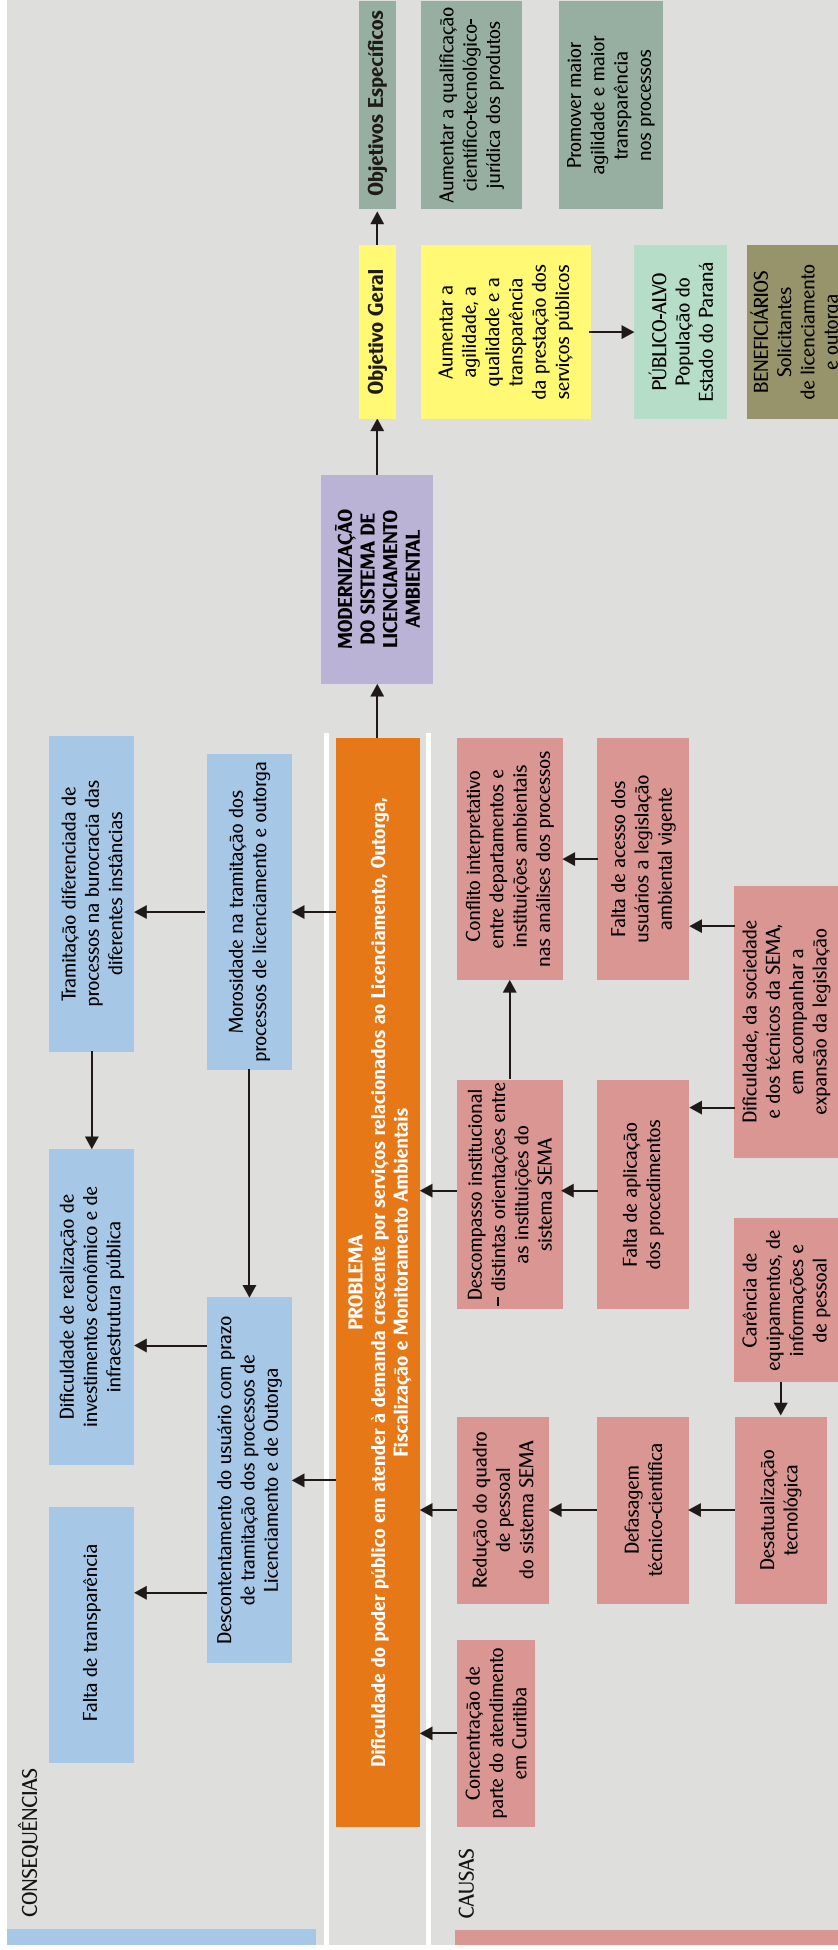 CONSEQUÊNCIAS
Falta de transparência
Dificuldade de realização de
investimentos econômico e de
infraestrutura pública
Tramitação diferenciada de
processos na burocracia das
diferentes instâncias
Descontentamento do usuário com prazo
de tramitação dos processos de
Licenciamento e de Outorga
Morosidade na tramitação dos
processos de licenciamento e outorga
PROBLEMA
Dificuldade do poder público em atender à demanda crescente por serviços relacionados ao Licenciamento, Outorga,
Fiscalização e Monitoramento Ambientais
MODERNIZAÇÃO
DO SISTEMA DE
LICENCIAMENTO
AMBIENTAL
Objetivo Geral
Objetivos Específicos
Aumentar a
agilidade, a
qualidade e a
transparência
da prestação dos
serviços públicos
Aumentar a qualificação
científico-tecnológico-
jurídica dos produtos
Promover maior
agilidade e maior
transparência
nos processos
PÚBLICO-ALVO
População do
Estado do Paraná
BENEFICIÁRIOS
Solicitantes
de licenciamento
e outorga
CAUSAS
Concentração de
parte do atendimento
em Curitiba
Redução do quadro
de pessoal
do sistema SEMA
Descompasso institucional
– distintas orientações entre
as instituições do
sistema SEMA
Conflito interpretativo
entre departamentos e
instituições ambientais
nas análises dos processos
Defasagem
técnico-científica
Falta de aplicação
dos procedimentos
Falta de acesso dos
usuários a legislação
ambiental vigente
Desatualização
tecnológica
Carência de
equipamentos, de
informações e
de pessoal
Dificuldade, da sociedade
e dos técnicos da SEMA,
em acompanhar a
expansão da legislação